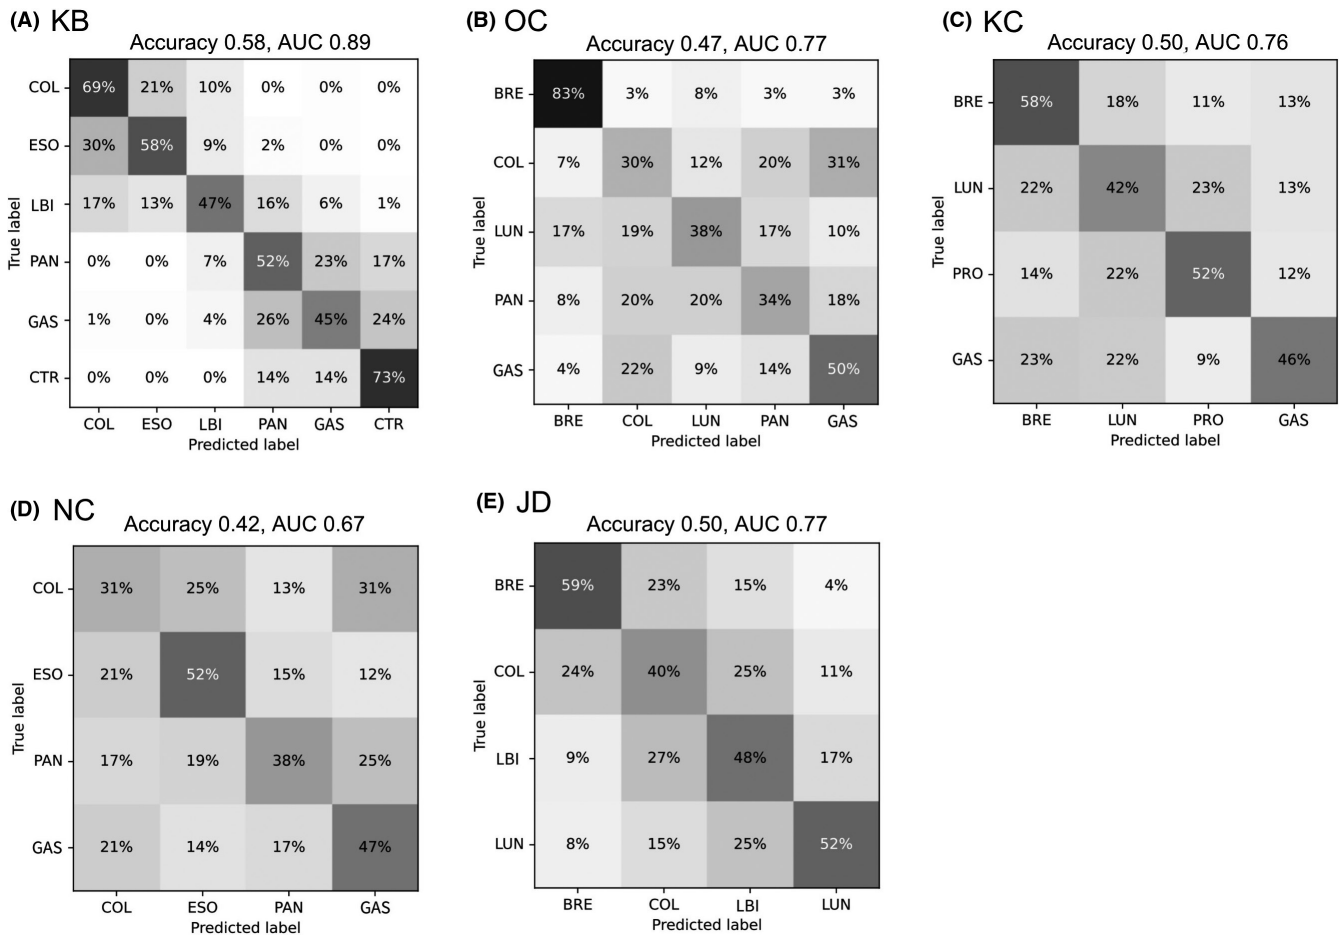 (A) KB
Accuracy 0.58, AUC 0.89
True label
COL 69% 21% 10% 0% 0% 0%
ESO 30% 58% 9% 2% 0% 0%
LBI 17% 13% 47% 16% 6% 1%
PAN 0% 0% 7% 52% 23% 17%
GAS 1% 0% 4% 26% 45% 24%
CTR 0% 0% 0% 14% 14% 73%
COL ESO LBI PAN GAS CTR
Predicted label
(B) OC
Accuracy 0.47, AUC 0.77
True label
BRE 83% 3% 8% 3% 3%
COL 7% 30% 12% 20% 31%
LUN 17% 19% 38% 17% 10%
PAN 8% 20% 20% 34% 18%
GAS 4% 22% 9% 14% 50%
BRE COL LUN PAN GAS
Predicted label
(C) KC
Accuracy 0.50, AUC 0.76
True label
BRE 58% 18% 11% 13%
LUN 22% 42% 23% 13%
PRO 14% 22% 52% 12%
GAS 23% 22% 9% 46%
BRE LUN PRO GAS
Predicted label
(D) NC
Accuracy 0.42, AUC 0.67
True label
COL 31% 25% 13% 31%
ESO 21% 52% 15% 12%
PAN 17% 19% 38% 25%
GAS 21% 14% 17% 47%
COL ESO PAN GAS
Predicted label
(E) JD
Accuracy 0.50, AUC 0.77
True label
BRE 59% 23% 15% 4%
COL 24% 40% 25% 11%
LBI 9% 27% 48% 17%
LUN 8% 15% 25% 52%
BRE COL LBI LUN
Predicted label